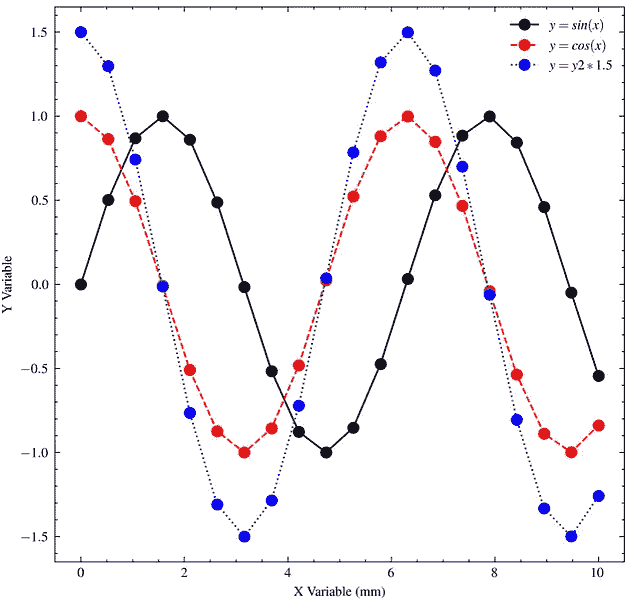 y = sin(x)
y = cos(x)
y = y2 * 1.5
1.5
1.0
0.5
0.0
−0.5
−1.0
−1.5
Y Variable
0 2 4 6 8 10
X Variable (mm)